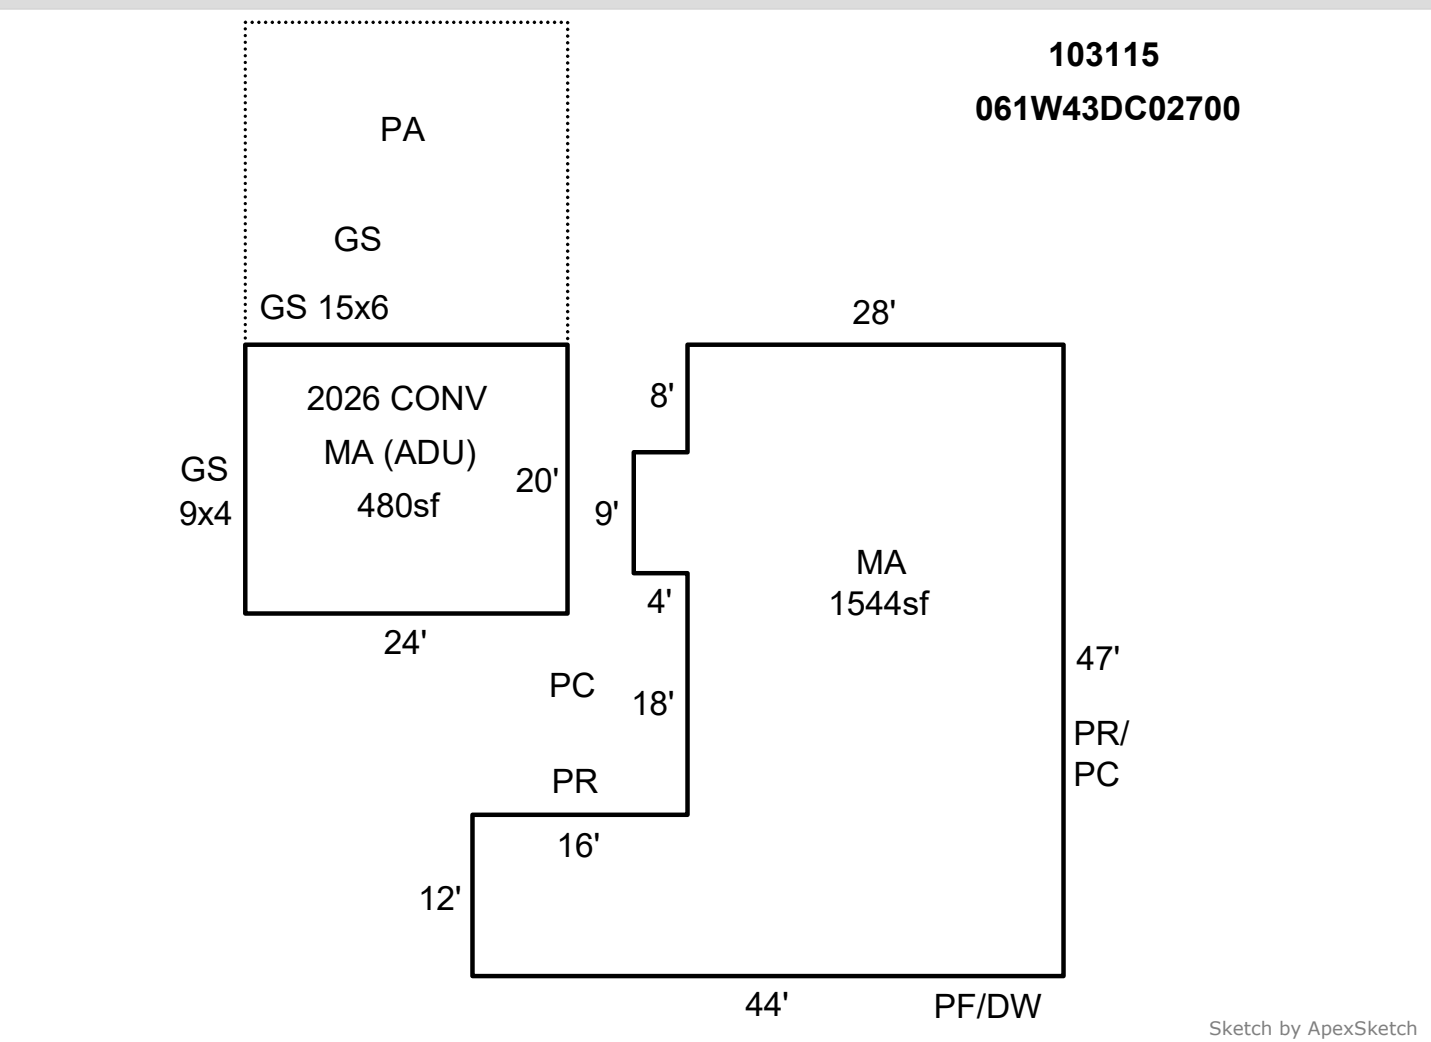 103115
061W43DC02700
PA
GS
GS 15x6
28'
2026 CONV
MA (ADU)
480sf
20'
8'
GS
9x4
9'
MA
1544sf
4'
24'
47'
PC
18'
PR/
PC
PR
16'
12'
44'
PF/DW
Sketch by ApexSketch